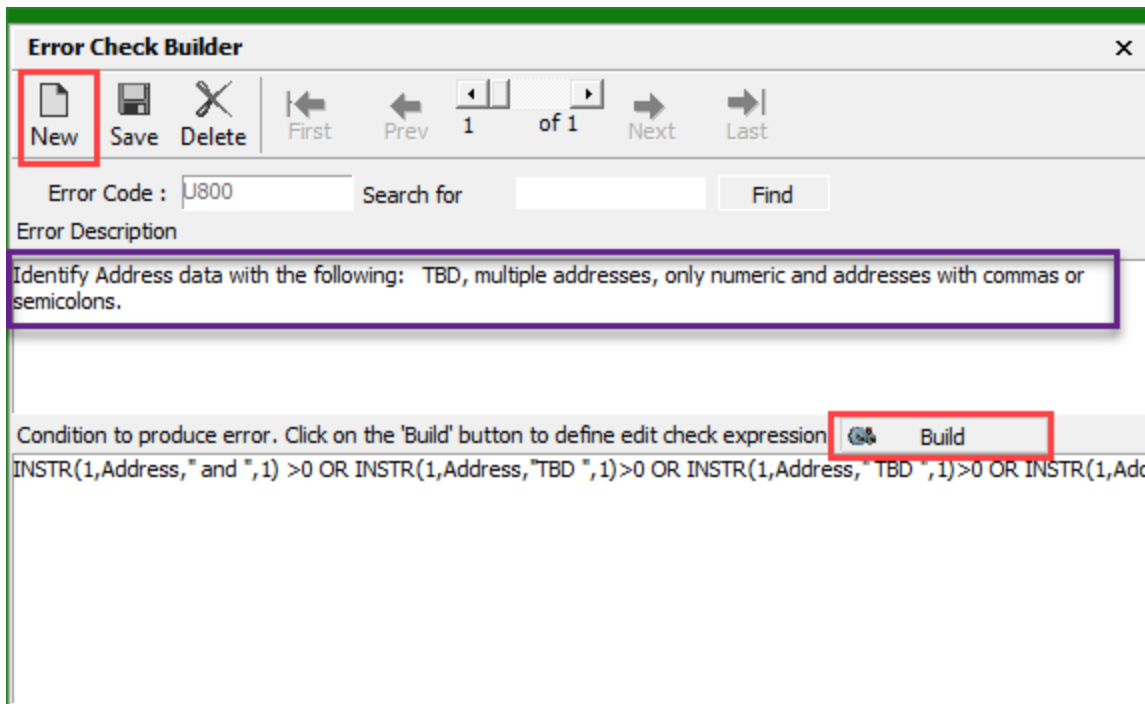 Error Check Builder
New Save Delete First Prev 1 of 1 Next Last
Error Code : U800 Search for Find
Error Description
Identify Address data with the following: TBD, multiple addresses, only numeric and addresses with commas or
semicolons.
Condition to produce error. Click on the 'Build' button to define edit check expression Build
INSTR(1,Address," and ",1) >0 OR INSTR(1,Address,"TBD ",1)>0 OR INSTR(1,Address," TBD ",1)>0 OR INSTR(1,Add